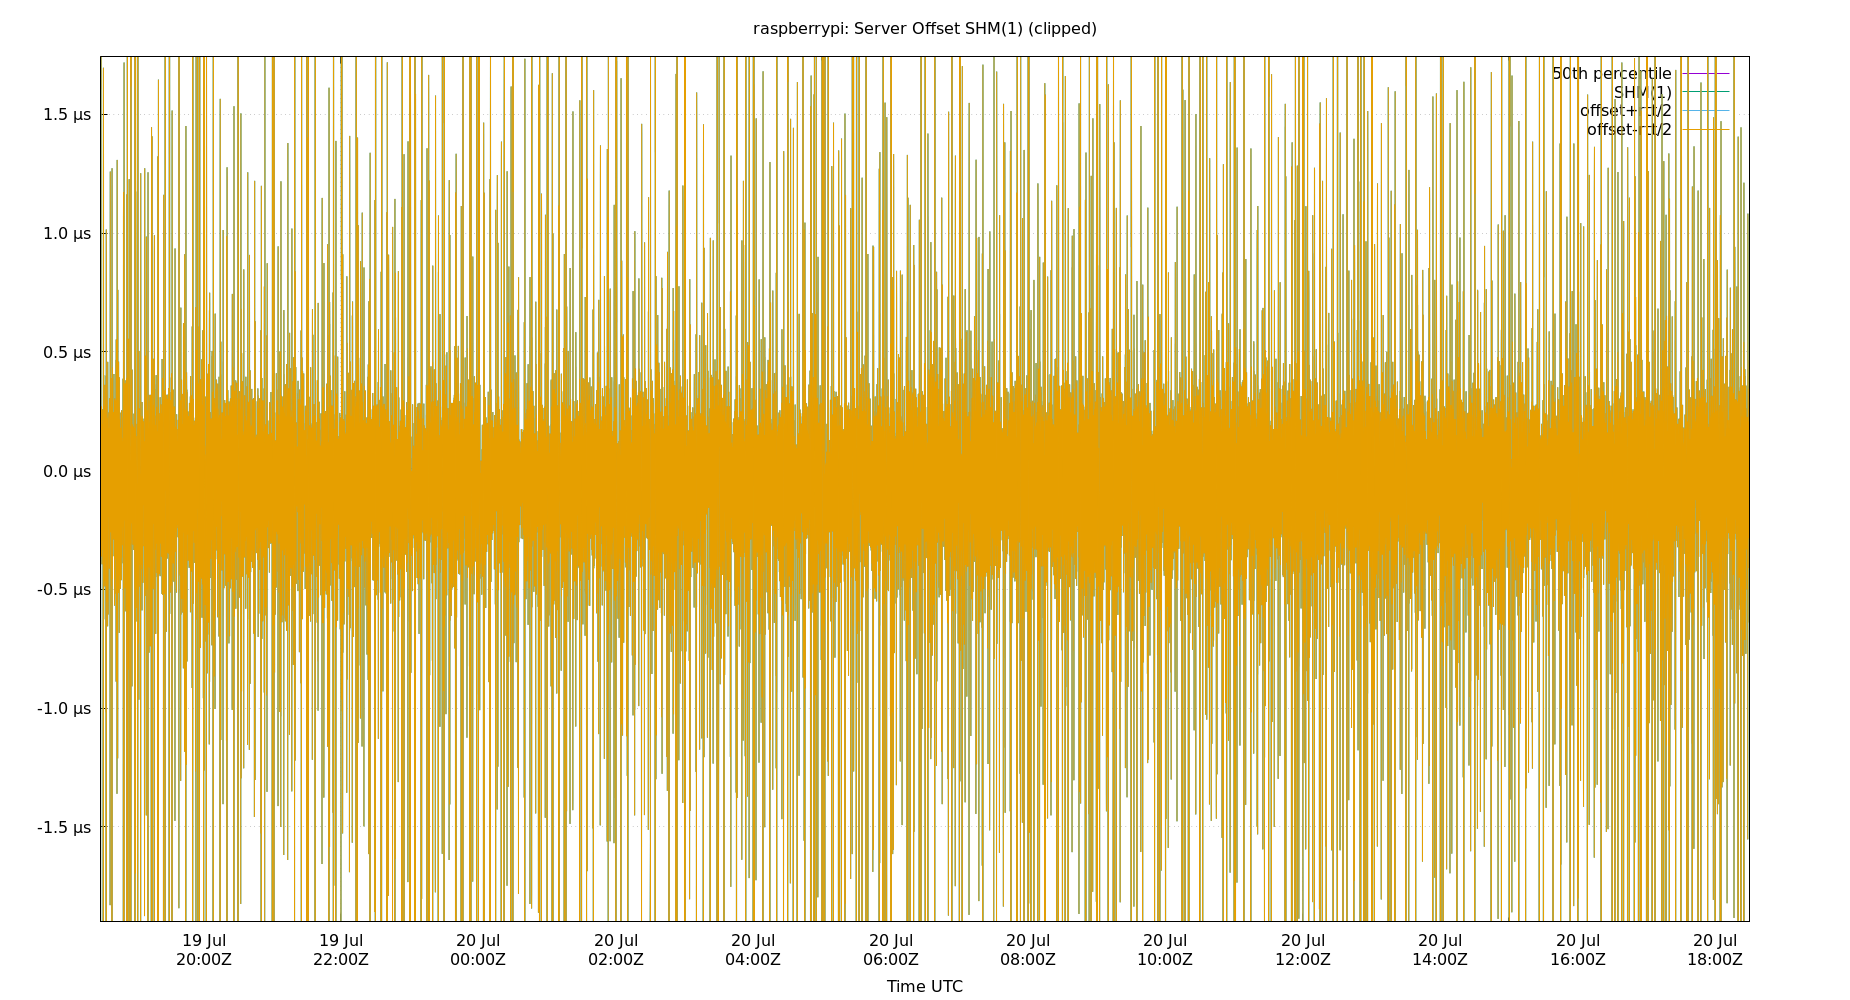 raspberrypi: Server Offset SHM(1) (clipped)
50th percentile
SHM(1)
offset+rtt/2
offset-rtt/2
1.5 µs
1.0 µs
0.5 µs
0.0 µs
-0.5 µs
-1.0 µs
-1.5 µs
19 Jul 19 Jul 20 Jul 20 Jul 20 Jul 20 Jul 20 Jul 20 Jul 20 Jul 20 Jul 20 Jul 20 Jul
20:00Z 22:00Z 00:00Z 02:00Z 04:00Z 06:00Z 08:00Z 10:00Z 12:00Z 14:00Z 16:00Z 18:00Z
Time UTC